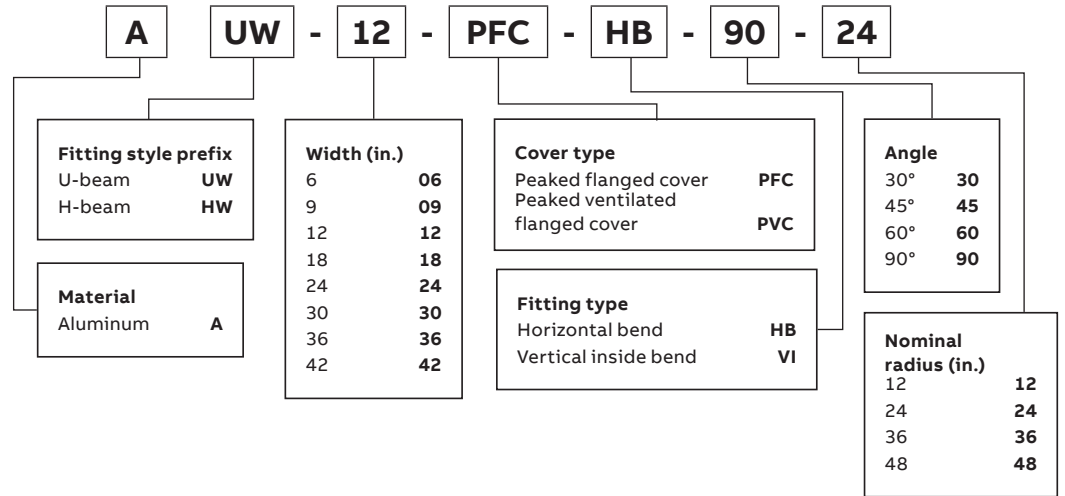 A UW - 12 - PFC - HB - 90 - 24
Fitting style prefix
U-beam UW
H-beam HW
Material
Aluminum A
Width (in.)
6 06
9 09
12 12
18 18
24 24
30 30
36 36
42 42
Cover type
Peaked flanged cover PFC
Peaked ventilated
flanged cover PVC
Fitting type
Horizontal bend HB
Vertical inside bend VI
Angle
30° 30
45° 45
60° 60
90° 90
Nominal
radius (in.)
12 12
24 24
36 36
48 48